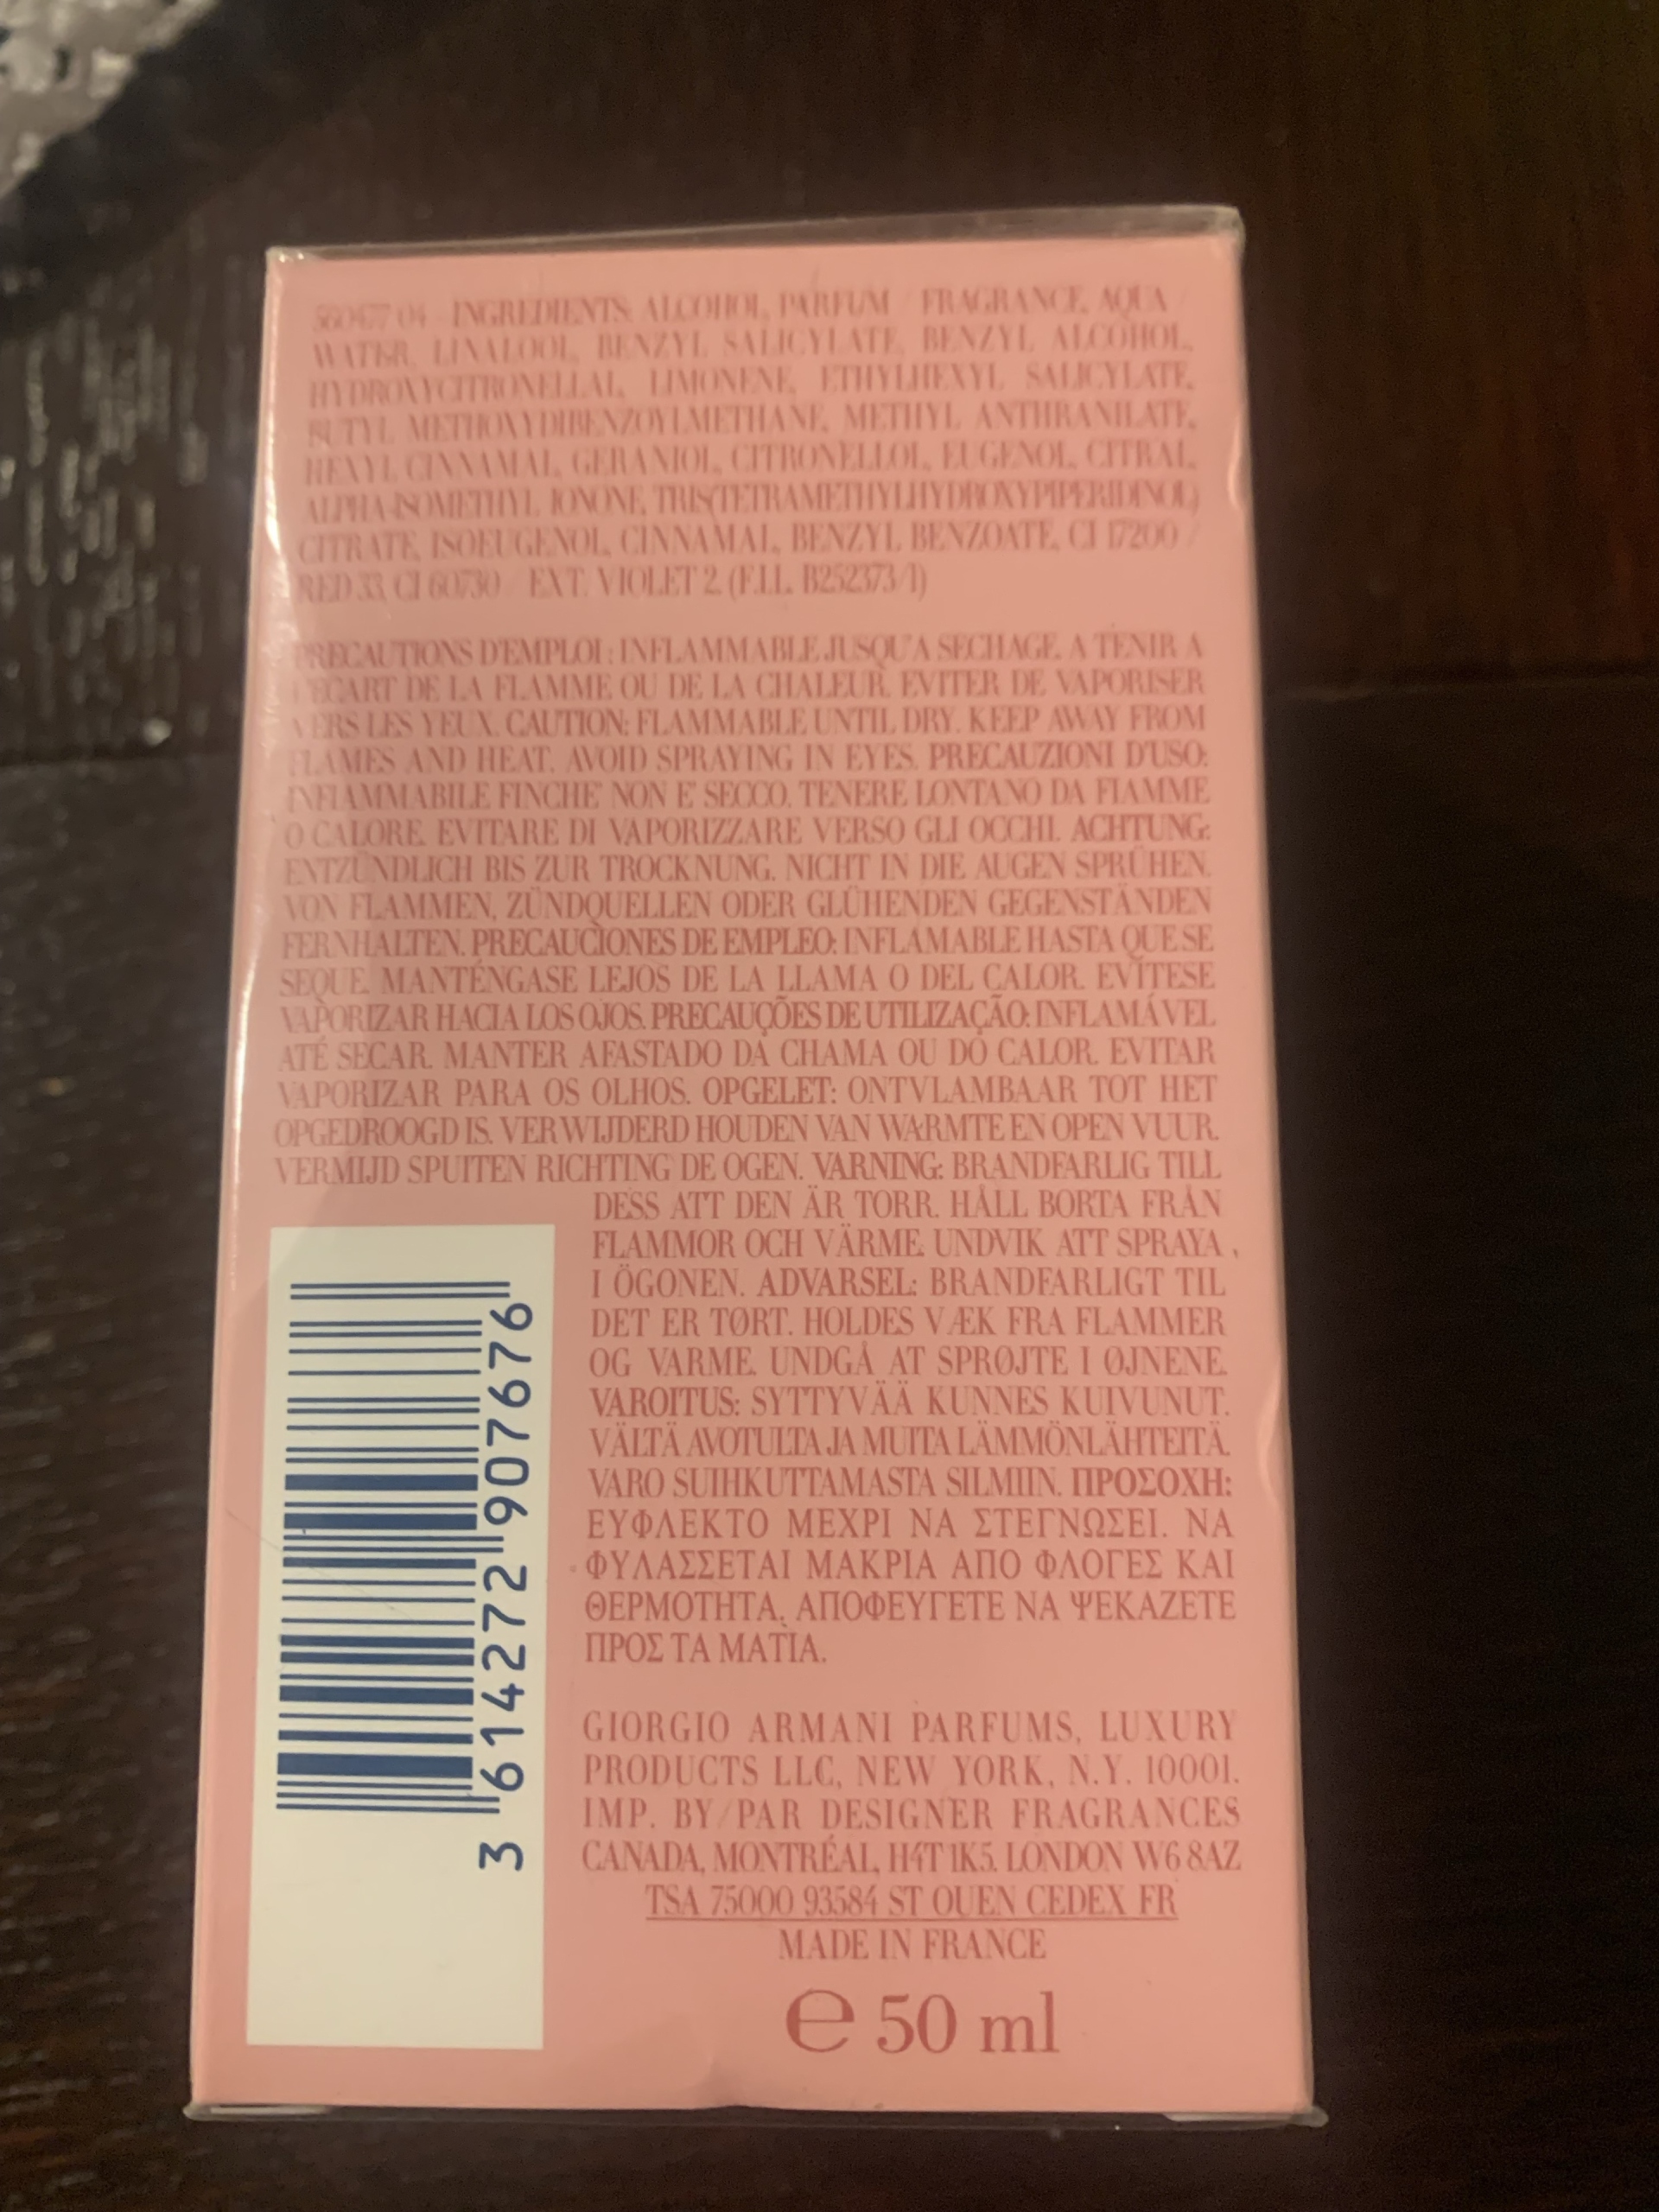 560477 04 - INGREDIENTS: ALCOHOL, PARFUM / FRAGRANCE, AQUA /
WATER, LINALOOL, BENZYL SALICYLATE, BENZYL ALCOHOL,
HYDROXYCITRONELLAL, LIMONENE, ETHYLHEXYL SALICYLATE,
BUTYL METHOXYDIBENZOYLMETHANE, METHYL ANTHRANILATE,
HEXYL CINNAMAL, GERANIOL, CITRONELLOL, EUGENOL, CITRAL,
ALPHA-ISOMETHYL IONONE, TRIS(TETRAMETHYLHYDROXYPIPERIDINOL)
CITRATE, ISOEUGENOL, CINNAMAL, BENZYL BENZOATE, CI 17200 /
RED 33, CI 60730 / EXT. VIOLET 2. (F.I.L. B252373/1)
PRECAUTIONS D'EMPLOI : INFLAMMABLE JUSQU'A SECHAGE. A TENIR A
L'ECART DE LA FLAMME OU DE LA CHALEUR. EVITER DE VAPORISER
VERS LES YEUX. CAUTION: FLAMMABLE UNTIL DRY. KEEP AWAY FROM
FLAMES AND HEAT. AVOID SPRAYING IN EYES. PRECAUZIONI D'USO:
INFIAMMABILE FINCHE' NON E' SECCO. TENERE LONTANO DA FIAMME
O CALORE. EVITARE DI VAPORIZZARE VERSO GLI OCCHI. ACHTUNG:
ENTZÜNDLICH BIS ZUR TROCKNUNG. NICHT IN DIE AUGEN SPRÜHEN.
VON FLAMMEN, ZÜNDQUELLEN ODER GLÜHENDEN GEGENSTÄNDEN
FERNHALTEN. PRECAUCIONES DE EMPLEO: INFLAMABLE HASTA QUE SE
SEQUE. MANTÉNGASE LEJOS DE LA LLAMA O DEL CALOR. EVÍTESE
VAPORIZAR HACIA LOS OJOS. PRECAUÇÕES DE UTILIZAÇÃO: INFLAMÁVEL
ATÉ SECAR. MANTER AFASTADO DA CHAMA OU DO CALOR. EVITAR
VAPORIZAR PARA OS OLHOS. OPGELET: ONTVLAMBAAR TOT HET
OPGEDROOGD IS. VERWIJDERD HOUDEN VAN WARMTE EN OPEN VUUR.
VERMIJD SPUITEN RICHTING DE OGEN. VARNING: BRANDFARLIG TILL
DESS ATT DEN ÄR TORR. HÅLL BORTA FRÅN
FLAMMOR OCH VÄRME. UNDVIK ATT SPRAYA
I ÖGONEN. ADVARSEL: BRANDFARLIGT TIL
DET ER TØRT. HOLDES VÆK FRA FLAMMER
OG VARME. UNDGÅ AT SPRØJTE I ØJNENE.
VAROITUS: SYTTYVÄÄ KUNNES KUIVUNUT.
VÄLTÄ AVOTULTA JA MUITA LÄMMÖNLÄHTEITÄ.
VARO SUIHKUTTAMASTA SILMIIN. ΠΡΟΣΟΧΗ:
ΕΥΦΛΕΚΤΟ ΜΕΧΡΙ ΝΑ ΣΤΕΓΝΩΣΕΙ. ΝΑ
ΦΥΛΑΣΣΕΤΑΙ ΜΑΚΡΙΑ ΑΠΟ ΦΛΟΓΕΣ ΚΑΙ
ΘΕΡΜΟΤΗΤΑ. ΑΠΟΦΕΥΓΕΤΕ ΝΑ ΨΕΚΑΖΕΤΕ
ΠΡΟΣ ΤΑ ΜΑΤΙΑ.
GIORGIO ARMANI PARFUMS, LUXURY
PRODUCTS LLC, NEW YORK, N.Y. 10001.
IMP. BY/PAR DESIGNER FRAGRANCES
CANADA, MONTRÉAL, H4T 1K5. LONDON W6 8AZ
TSA 75000 93584 ST OUEN CEDEX FR
MADE IN FRANCE
℮ 50 ml
3 614272 907676